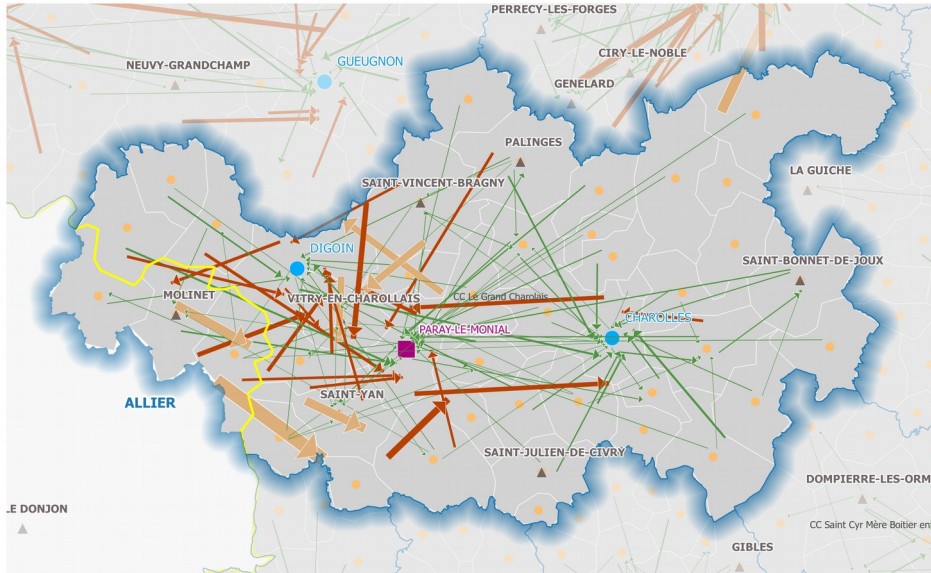 PERRECY-LES-FORGES
CIRY-LE-NOBLE
NEUVY-GRANDCHAMP
GUEUGNON
GENELARD
PALINGES
LA GUICHE
SAINT-VINCENT-BRAGNY
DIGOIN
SAINT-BONNET-DE-JOUX
MOLINET
VITRY-EN-CHAROLLAIS
CC Le Grand Charolais
CHAROLLES
PARAY-LE-MONIAL
ALLIER
SAINT-YAN
SAINT-JULIEN-DE-CIVRY
DOMPIERRE-LES-ORM
LE DONJON
CC Saint Cyr Mère Boitier en
GIBLES